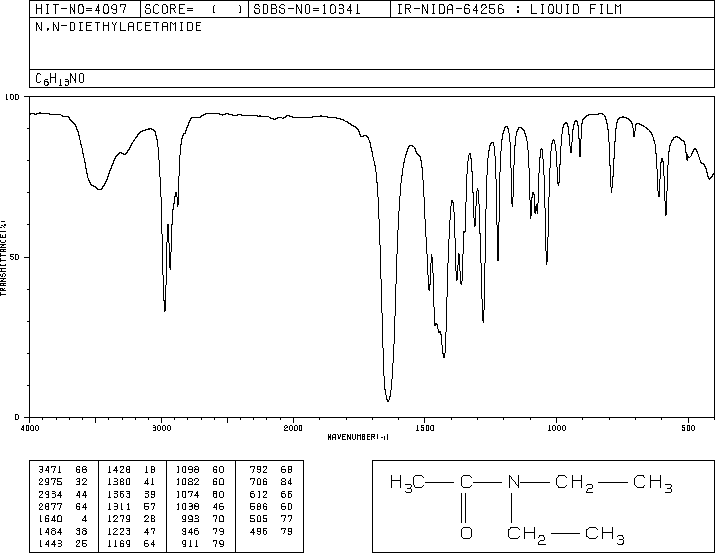 HIT-NO=4097 SCORE= ( ) SDBS-NO=10341 IR-NIDA-64256 : LIQUID FILM
N,N-DIETHYLACETAMIDE
C6H13NO
100
50
0
TRANSMITTANCE(%)
4000 3000 2000 1500 1000 500
WAVENUMBER(-1)
3471 68 1428 18 1098 60 792 68
2975 32 1380 41 1082 60 706 84
2934 44 1363 39 1074 60 612 66
2877 64 1311 57 1038 46 586 60
1640 4 1279 28 993 70 505 77
1484 38 1223 47 946 79 496 79
1443 25 1169 64 911 79
H3C C N CH2 CH3
O CH2 CH3